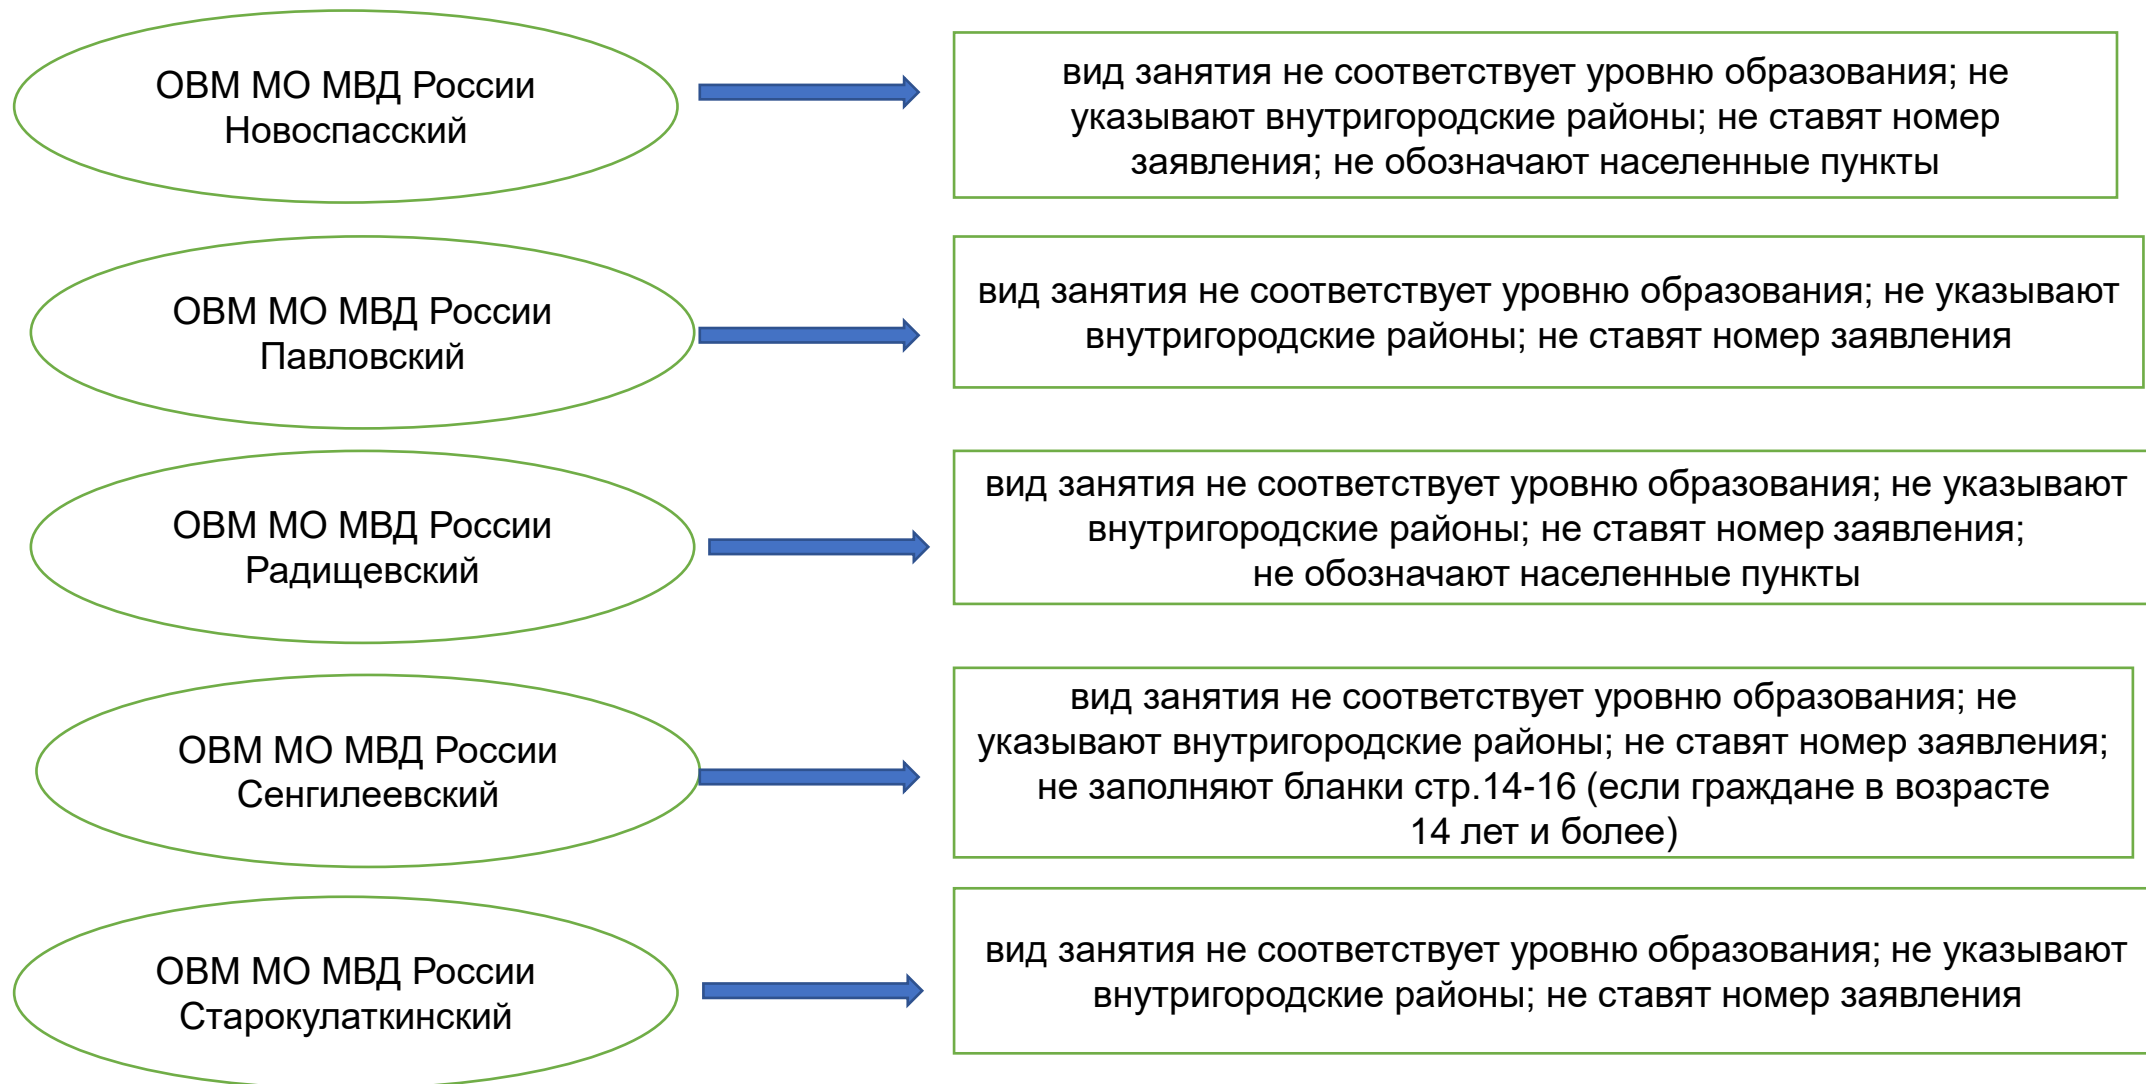 ОВМ МО МВД России
Новоспасский
вид занятия не соответствует уровню образования; не
указывают внутригородские районы; не ставят номер
заявления; не обозначают населенные пункты
ОВМ МО МВД России
Павловский
вид занятия не соответствует уровню образования; не указывают
внутригородские районы; не ставят номер заявления
ОВМ МО МВД России
Радищевский
вид занятия не соответствует уровню образования; не указывают
внутригородские районы; не ставят номер заявления;
не обозначают населенные пункты
ОВМ МО МВД России
Сенгилеевский
вид занятия не соответствует уровню образования; не
указывают внутригородские районы; не ставят номер заявления;
не заполняют бланки стр.14-16 (если граждане в возрасте
14 лет и более)
ОВМ МО МВД России
Старокулаткинский
вид занятия не соответствует уровню образования; не указывают
внутригородские районы; не ставят номер заявления